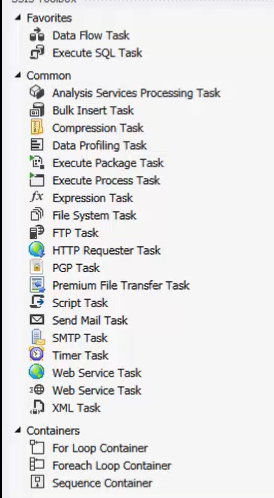 SSIS Toolbox
Favorites
Data Flow Task
Execute SQL Task
Common
Analysis Services Processing Task
Bulk Insert Task
Compression Task
Data Profiling Task
Execute Package Task
Execute Process Task
Expression Task
File System Task
FTP Task
HTTP Requester Task
PGP Task
Premium File Transfer Task
Script Task
Send Mail Task
SMTP Task
Timer Task
Web Service Task
Web Service Task
XML Task
Containers
For Loop Container
Foreach Loop Container
Sequence Container